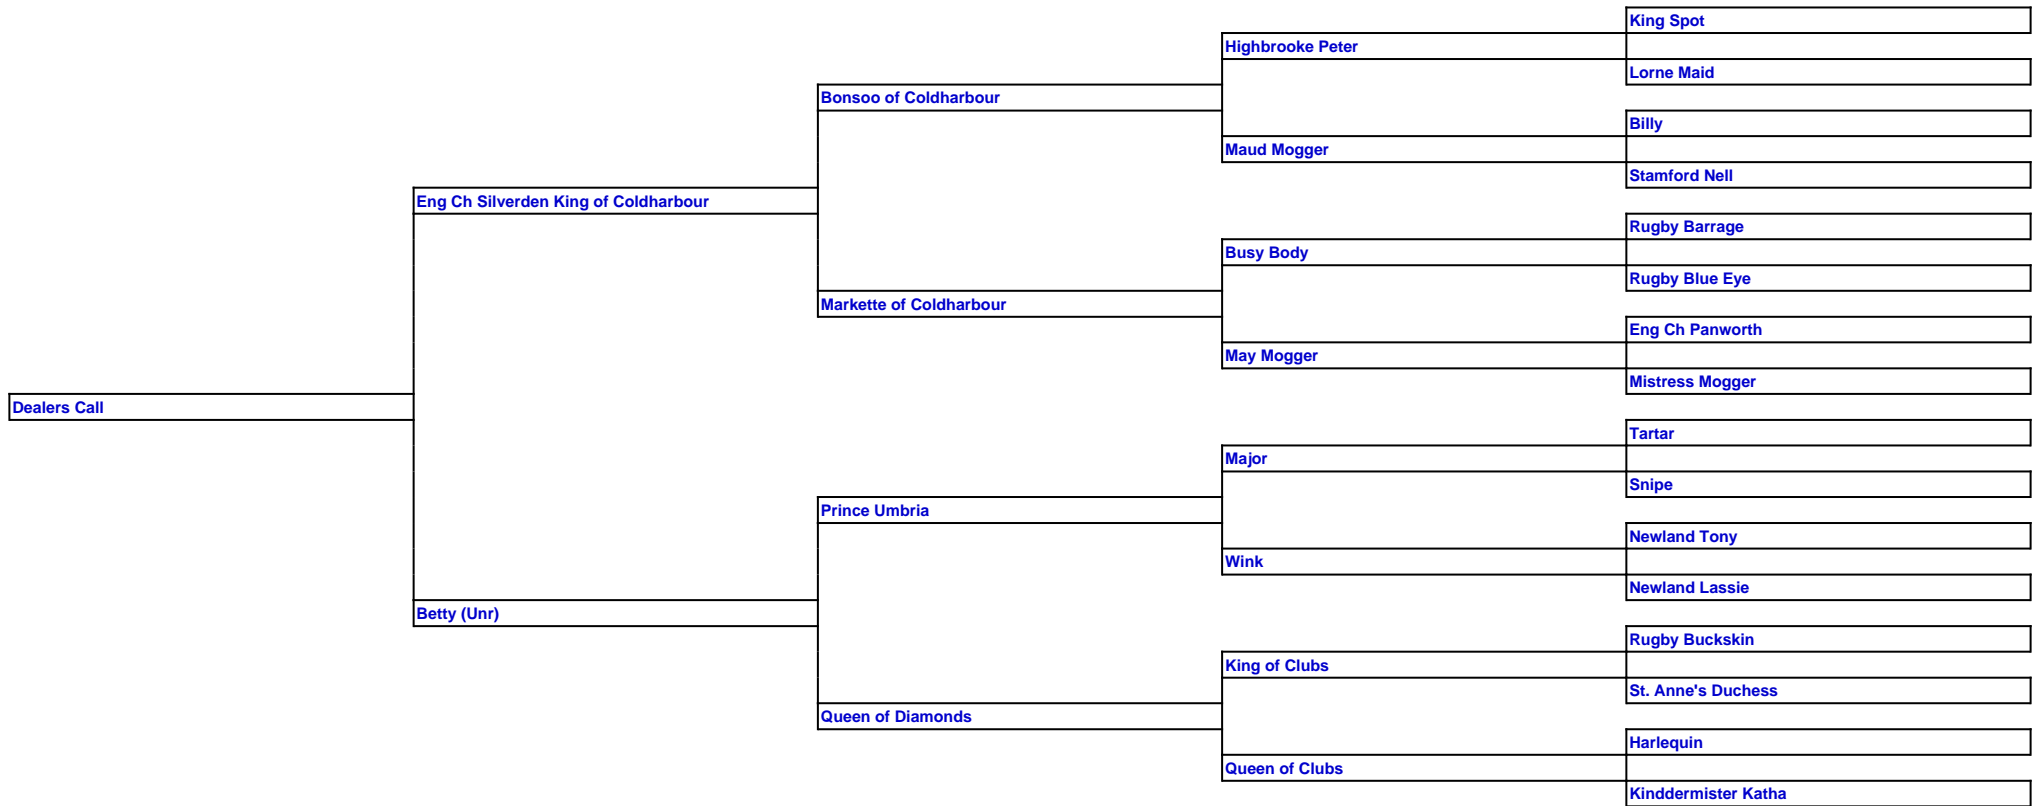 King Spot
Highbrooke Peter
Lorne Maid
Bonsoo of Coldharbour
Billy
Maud Mogger
Stamford Nell
Eng Ch Silverden King of Coldharbour
Rugby Barrage
Busy Body
Rugby Blue Eye
Markette of Coldharbour
Eng Ch Panworth
May Mogger
Mistress Mogger
Dealers Call
Tartar
Major
Snipe
Prince Umbria
Newland Tony
Wink
Newland Lassie
Betty (Unr)
Rugby Buckskin
King of Clubs
St. Anne's Duchess
Queen of Diamonds
Harlequin
Queen of Clubs
Kinddermister Katha